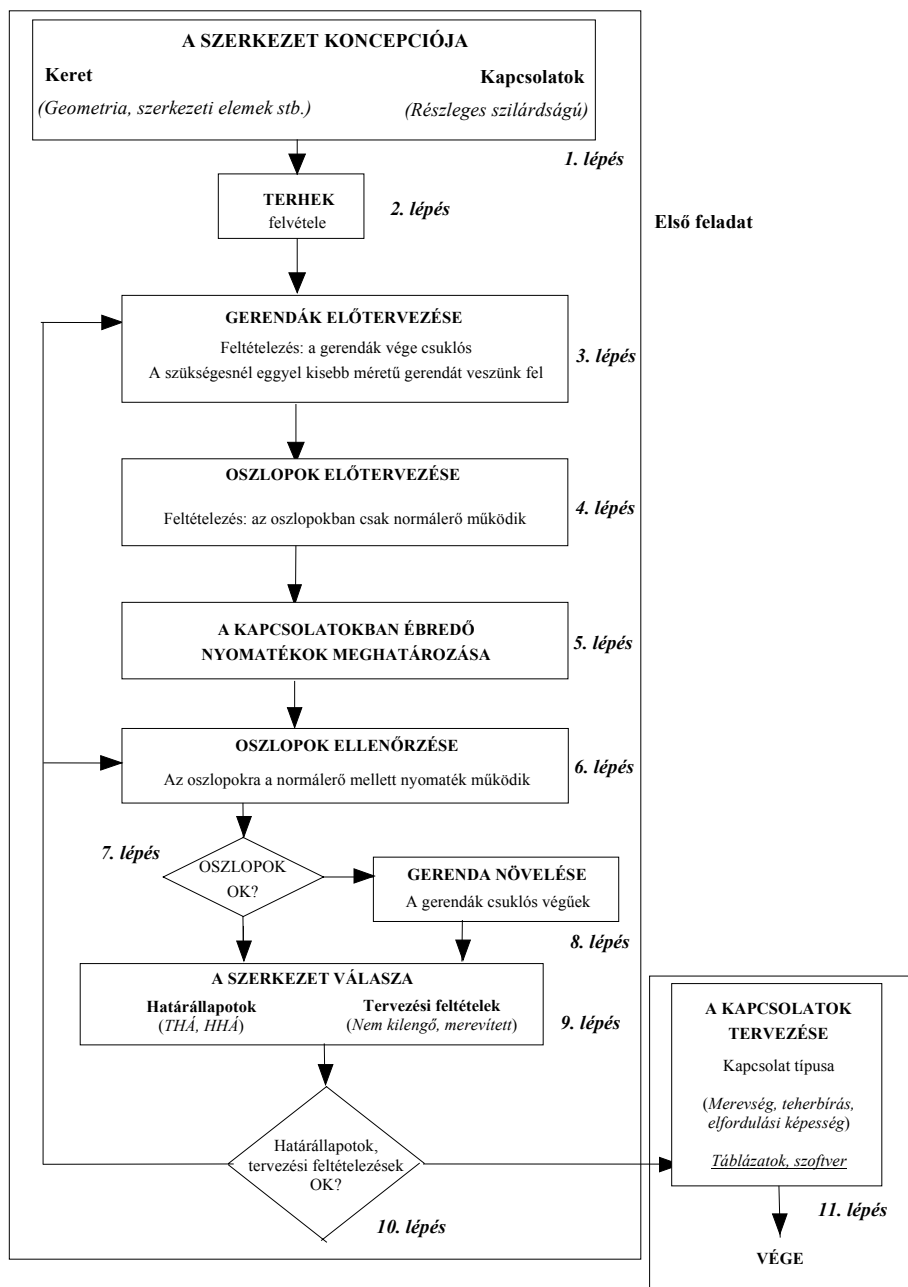 A SZERKEZET KONCEPCIÓJA
Keret
Kapcsolatok
(Geometria, szerkezeti elemek stb.)
(Részleges szilárdságú)
1. lépés
TERHEK
felvétele
2. lépés
Első feladat
GERENDÁK ELŐTERVEZÉSE
Feltételezés: a gerendák vége csuklós
A szükségesnél eggyel kisebb méretű gerendát veszünk fel
3. lépés
OSZLOPOK ELŐTERVEZÉSE
Feltételezés: az oszlopokban csak normálerő működik
4. lépés
A KAPCSOLATOKBAN ÉBREDŐ
NYOMATÉKOK MEGHATÁROZÁSA
5. lépés
OSZLOPOK ELLENŐRZÉSE
Az oszlopokra a normálerő mellett nyomaték működik
6. lépés
7. lépés
OSZLOPOK
OK?
GERENDA NÖVELÉSE
A gerendák csuklós végűek
8. lépés
A SZERKEZET VÁLASZA
Határállapotok
(THÁ, HHÁ)
Tervezési feltételek
(Nem kilengő, merevített)
9. lépés
Határállapotok,
tervezési feltételezések
OK?
10. lépés
A KAPCSOLATOK
TERVEZÉSE
Kapcsolat típusa
(Merevség, teherbírás,
elfordulási képesség)
Táblázatok, szoftver
11. lépés
VÉGE